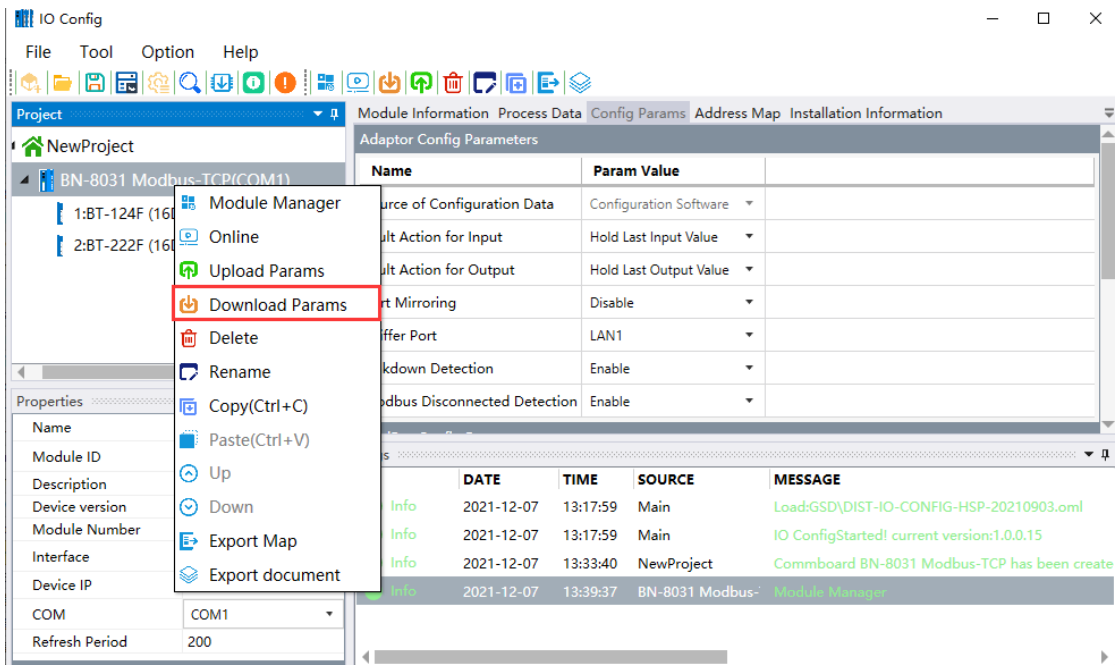 IO Config
File Tool Option Help
Project
NewProject
BN-8031 Modbus-TCP(COM1)
1:BT-124F (16
2:BT-222F (16
Module Manager
Online
Upload Params
Download Params
Delete
Rename
Copy(Ctrl+C)
Paste(Ctrl+V)
Up
Down
Export Map
Export document
Properties
Name
Module ID
Description
Device version
Module Number
Interface
Device IP
COM COM1
Refresh Period 200
Module Information Process Data Config Params Address Map Installation Information
Adaptor Config Parameters
Name Param Value
urce of Configuration Data Configuration Software
ult Action for Input Hold Last Input Value
ult Action for Output Hold Last Output Value
rt Mirroring Disable
iffer Port LAN1
kdown Detection Enable
dbus Disconnected Detection Enable
DATE TIME SOURCE MESSAGE
Info 2021-12-07 13:17:59 Main Load:GSD\DIST-IO-CONFIG-HSP-20210903.oml
Info 2021-12-07 13:17:59 Main IO ConfigStarted! current version:1.0.0.15
Info 2021-12-07 13:33:40 NewProject Commboard BN-8031 Modbus-TCP has been create
Info 2021-12-07 13:39:37 BN-8031 Modbus- Module Manager